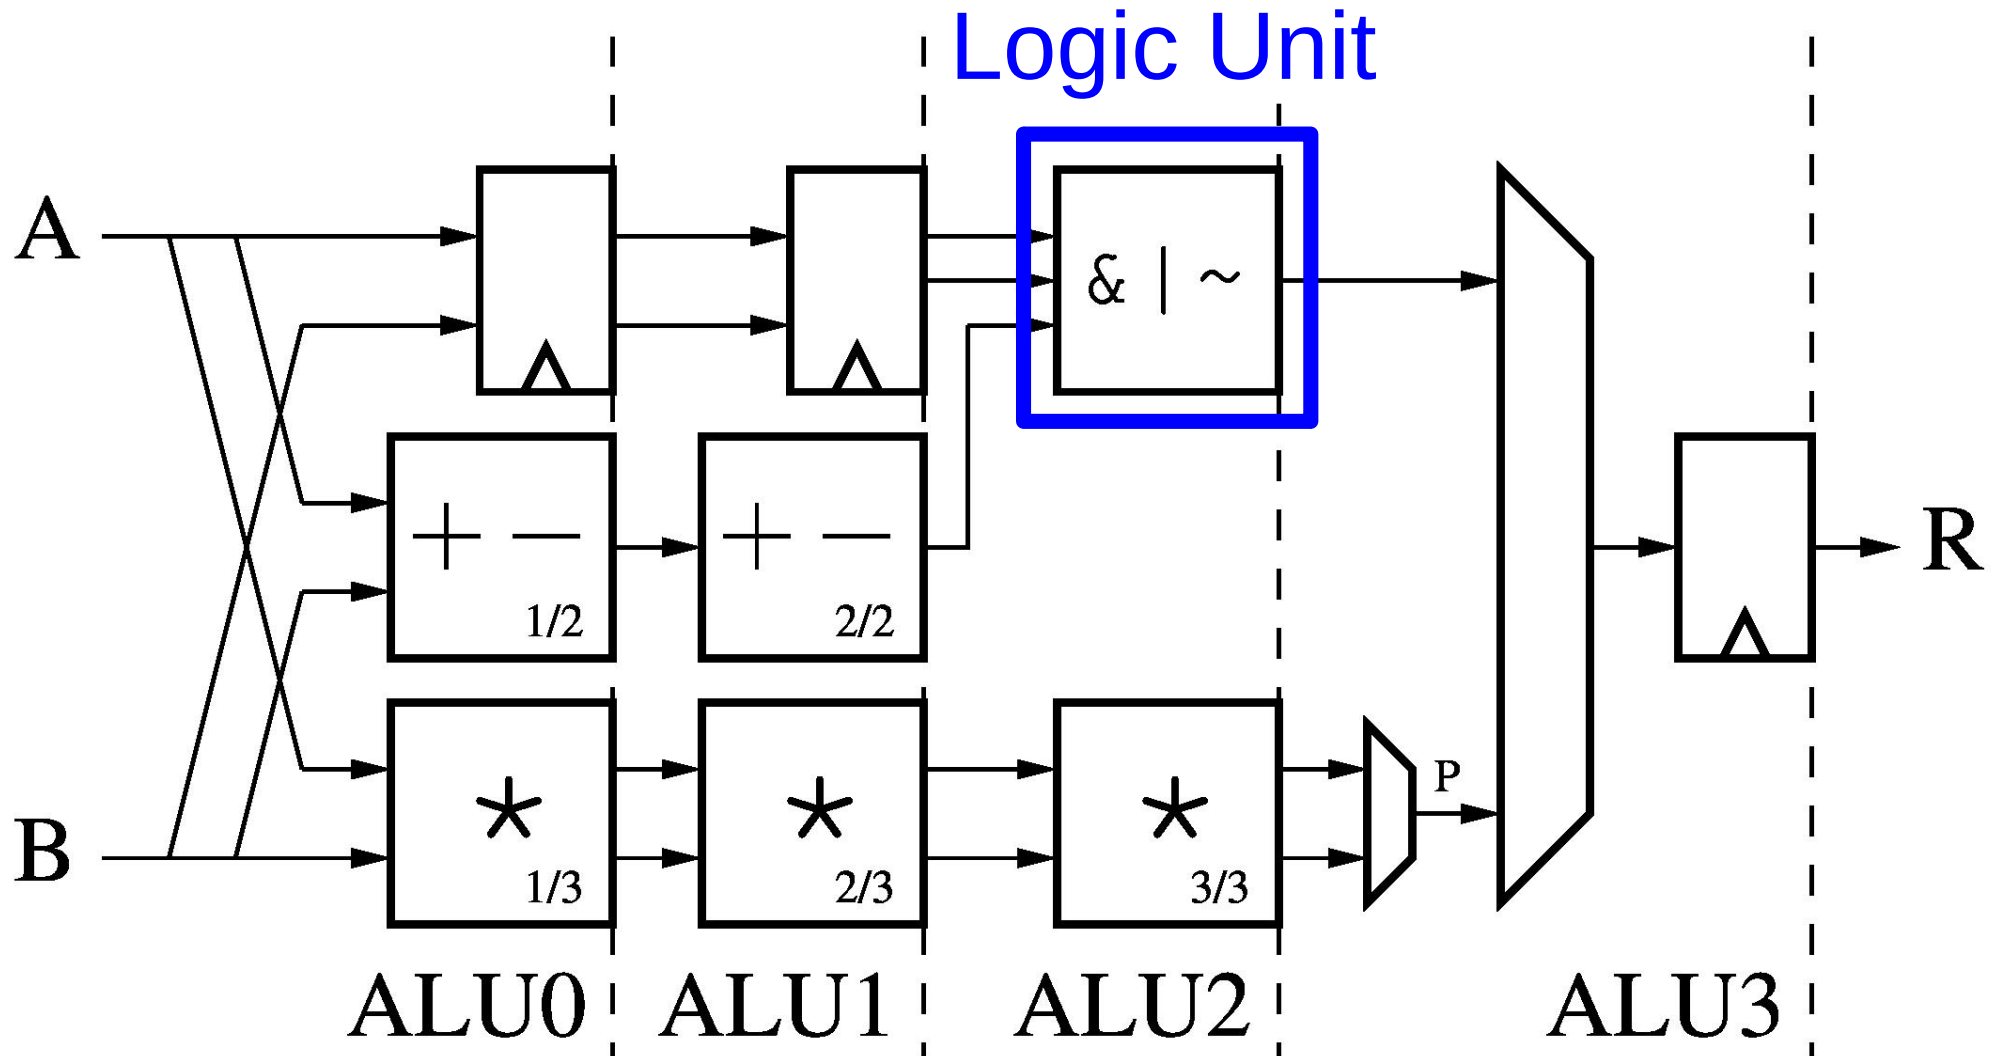 Logic Unit
A
& | ~
+ −
1/2
+ −
2/2
R
B
*
1/3
*
2/3
*
3/3
P
ALU0
ALU1
ALU2
ALU3